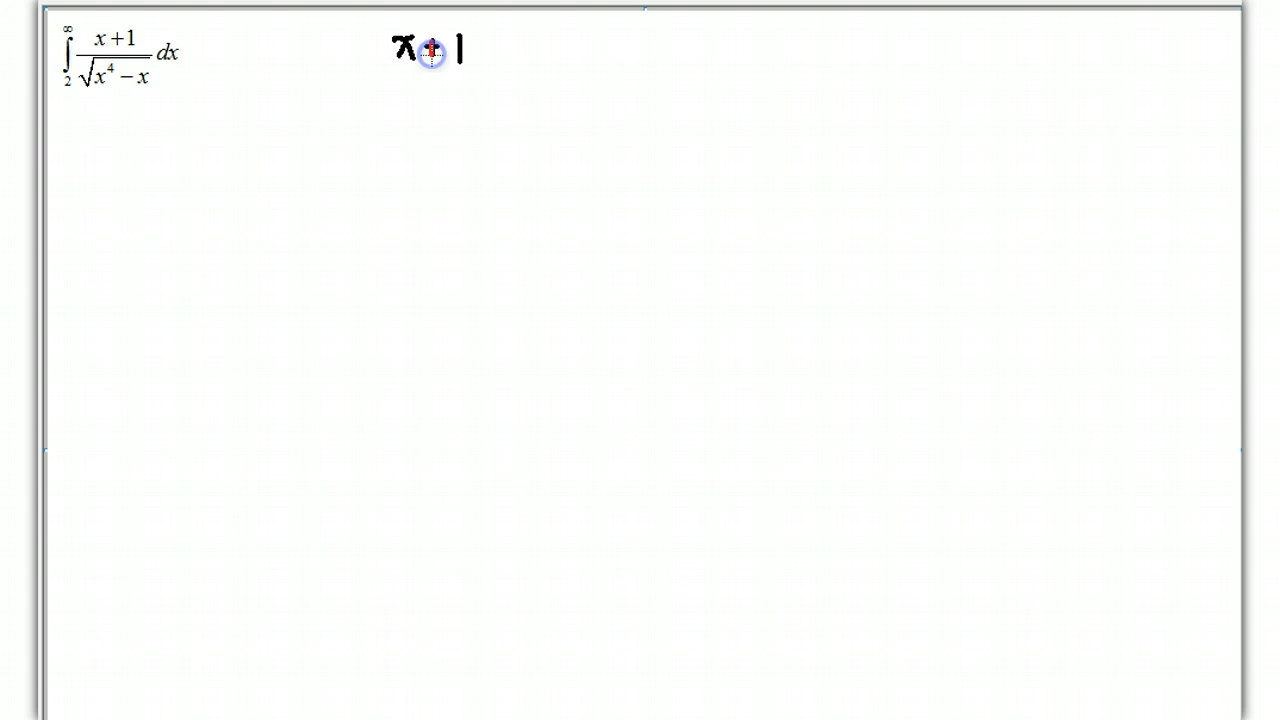 ∫₂^∞ (x+1)/√(x⁴−x) dx
x+1